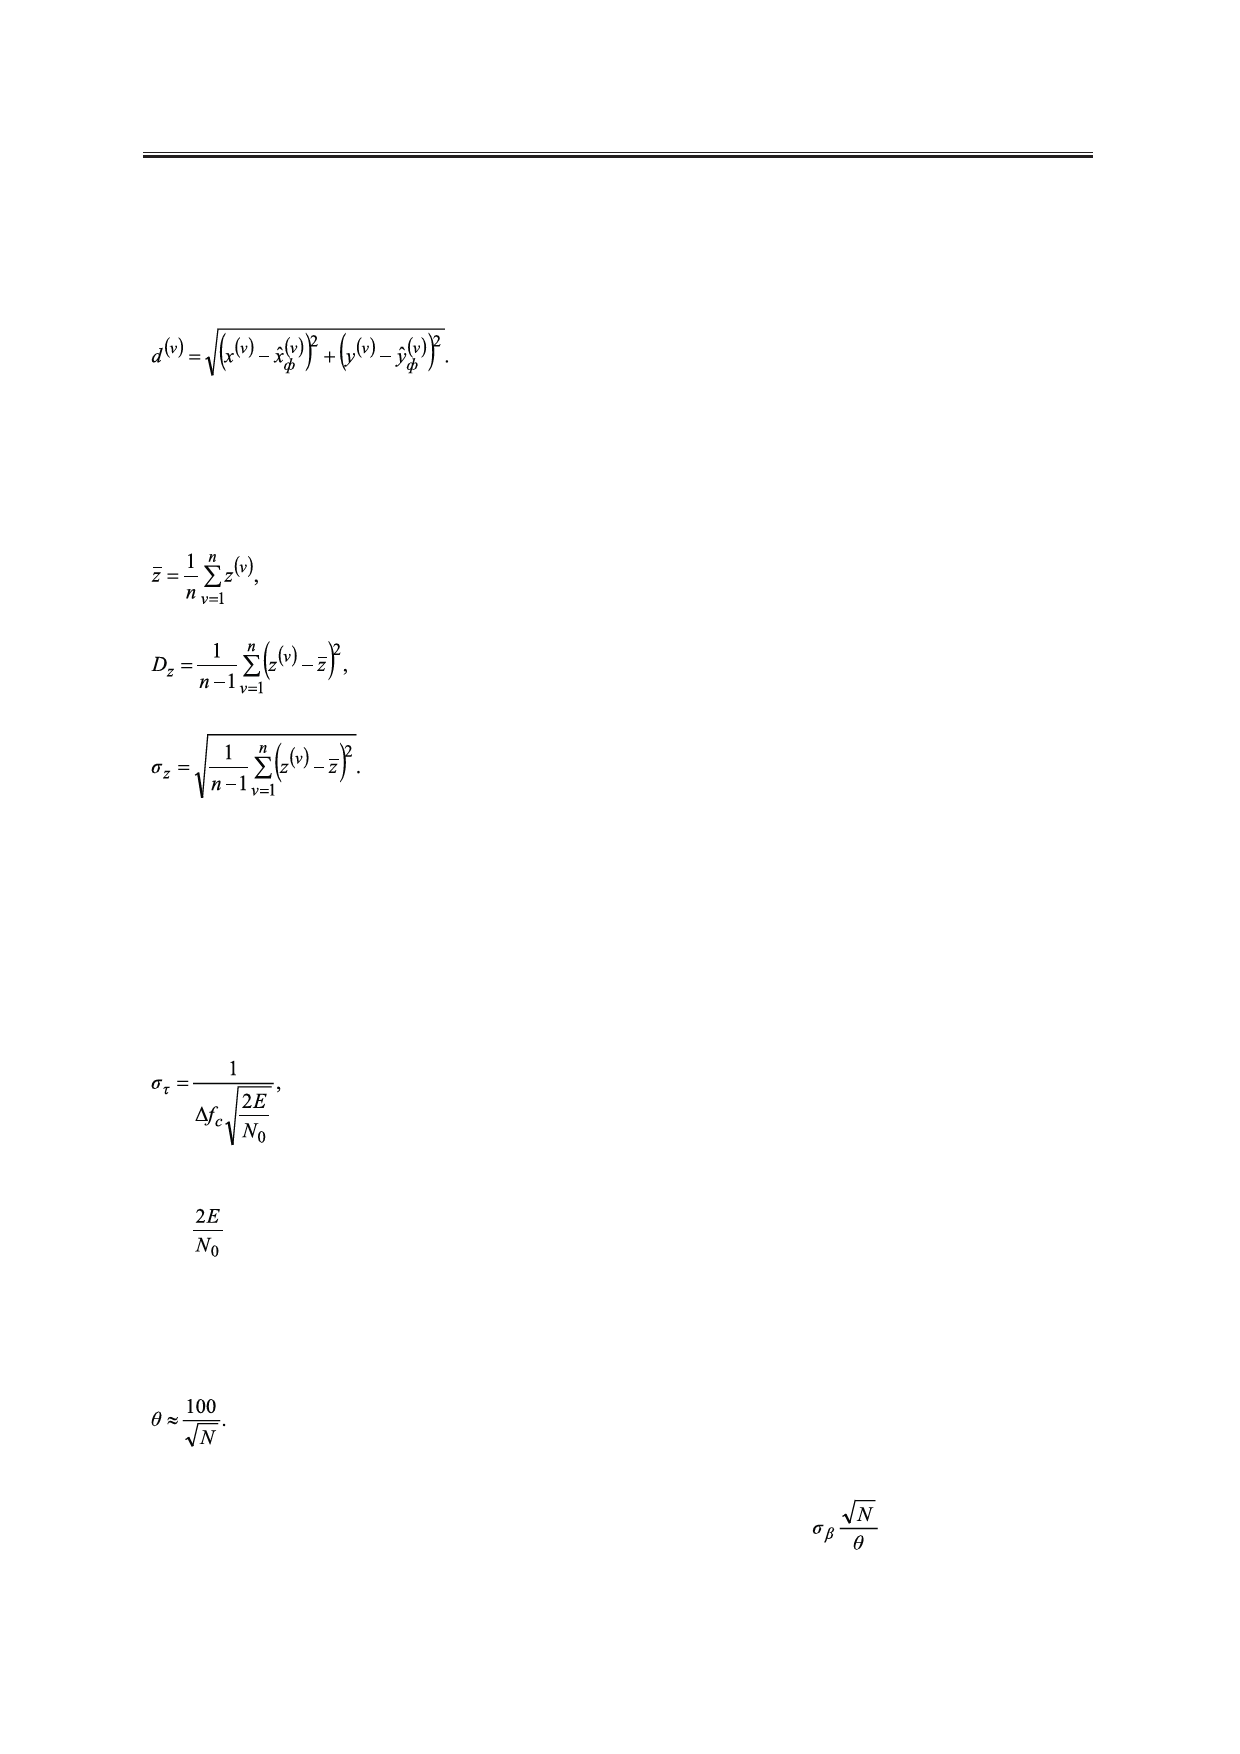 $d^{(v)} = \sqrt{\left(x^{(v)} - \hat{x}_{ф}^{(v)}\right)^2 + \left(y^{(v)} - \hat{y}_{ф}^{(v)}\right)^2}.$
$\bar{z} = \frac{1}{n} \sum_{v=1}^{n} z^{(v)},$
$D_z = \frac{1}{n-1} \sum_{v=1}^{n} \left(z^{(v)} - \bar{z}\right)^2,$
$\sigma_z = \sqrt{\frac{1}{n-1} \sum_{v=1}^{n} \left(z^{(v)} - \bar{z}\right)^2}.$
$\sigma_\tau = \frac{1}{\Delta f_c \sqrt{\frac{2E}{N_0}}},$
$\frac{2E}{N_0}$
$\theta \approx \frac{100}{\sqrt{N}}.$
$\sigma_\beta \frac{\sqrt{N}}{\theta}$